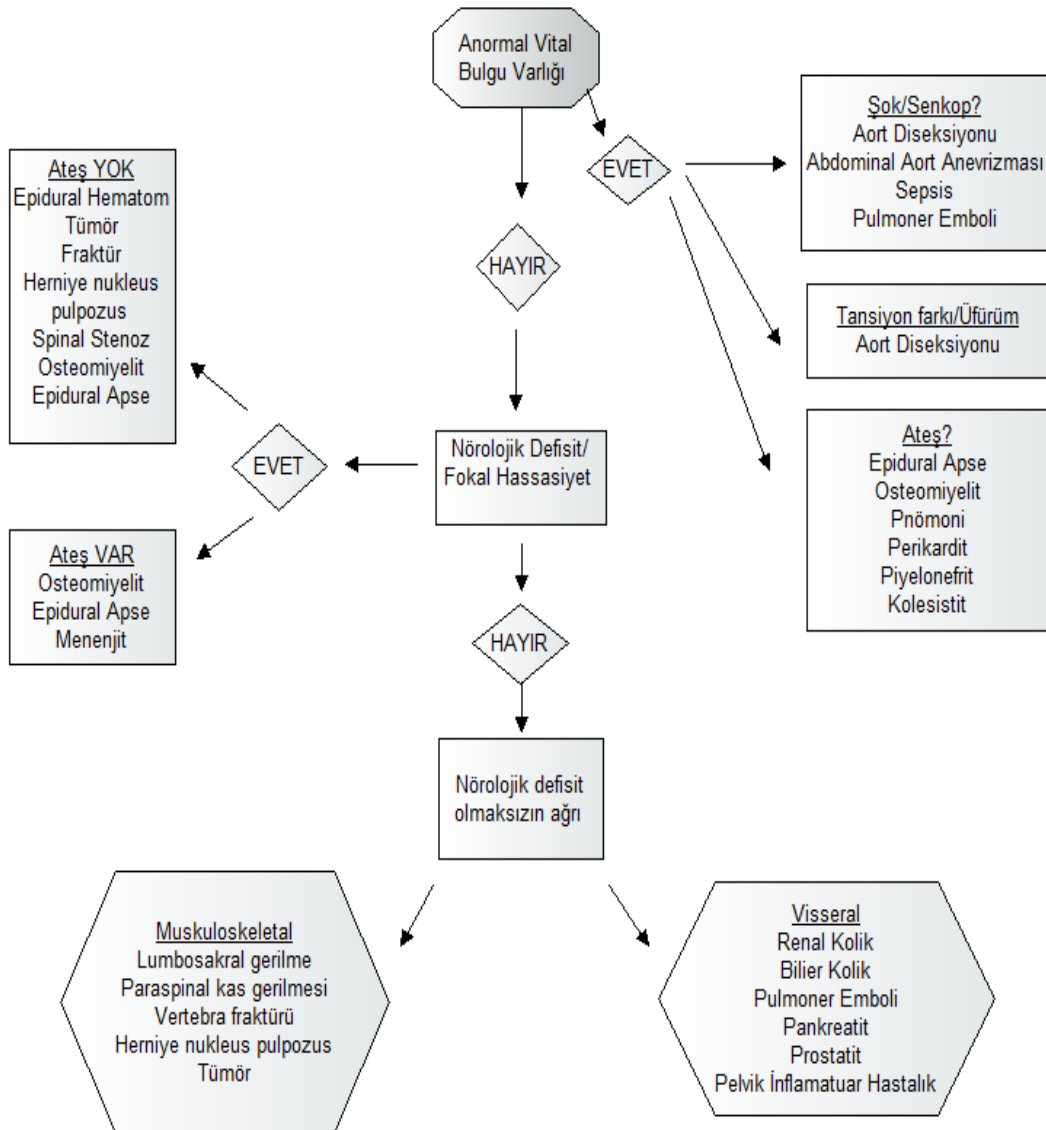 Anormal Vital
Bulgu Varlığı
EVET
Şok/Senkop?
Aort Diseksiyonu
Abdominal Aort Anevrizması
Sepsis
Pulmoner Emboli
Tansiyon farkı/Üfürüm
Aort Diseksiyonu
Ateş?
Epidural Apse
Osteomiyelit
Pnömoni
Perikardit
Piyelonefrit
Kolesistit
HAYIR
Nörolojik Defisit/
Fokal Hassasiyet
EVET
Ateş YOK
Epidural Hematom
Tümör
Fraktür
Herniye nukleus
pulpozus
Spinal Stenoz
Osteomiyelit
Epidural Apse
Ateş VAR
Osteomiyelit
Epidural Apse
Menenjit
HAYIR
Nörolojik defisit
olmaksızın ağrı
Muskuloskeletal
Lumbosakral gerilme
Paraspinal kas gerilmesi
Vertebra fraktürü
Herniye nukleus pulpozus
Tümör
Visseral
Renal Kolik
Bilier Kolik
Pulmoner Emboli
Pankreatit
Prostatit
Pelvik İnflamatuar Hastalık